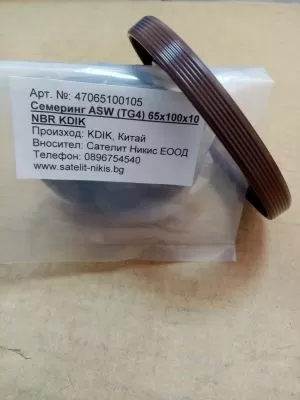 Арт. №: 47065100105
Семеринг ASW (TG4) 65x100x10
NBR KDIK
Произход: KDIK, Китай
Вносител: Сателит Никис ЕООД
Телефон: 0896754540
www.satelit-nikis.bg